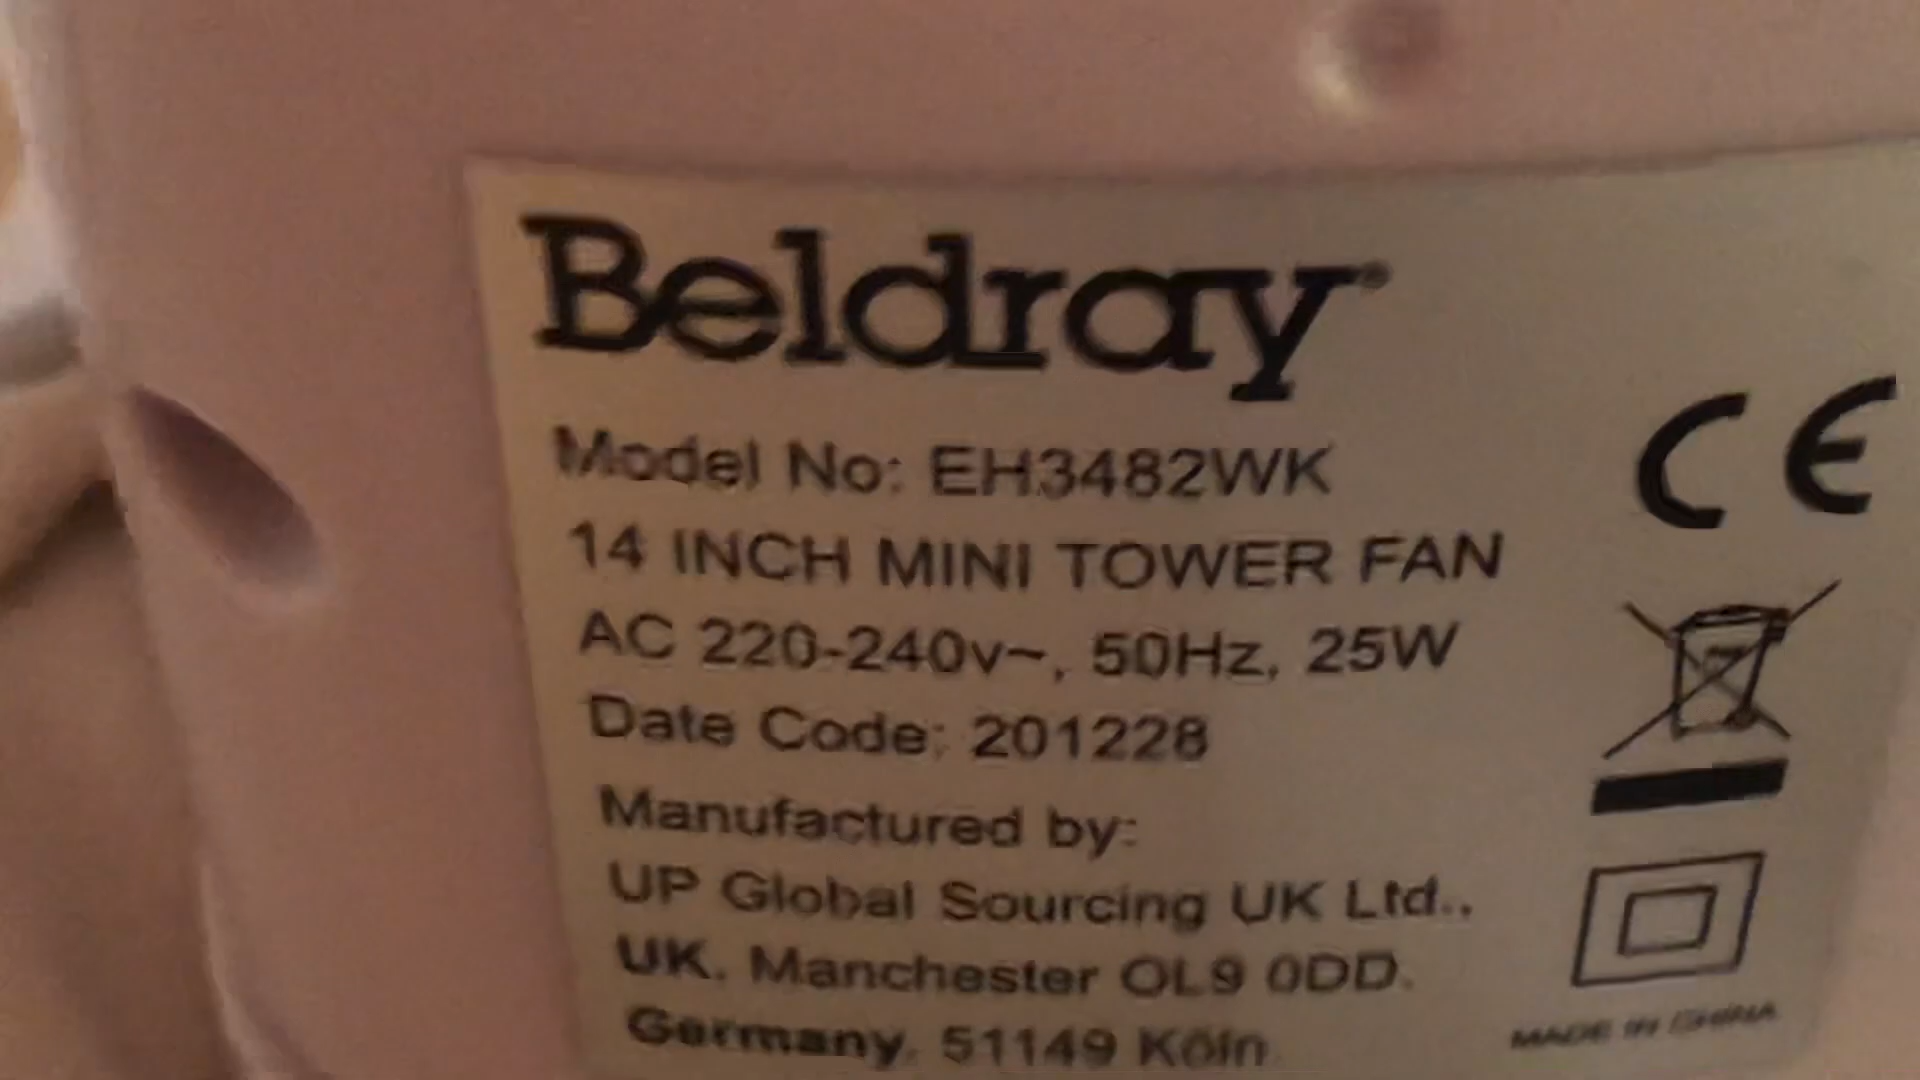 Beldray®
Model No: EH3482WK
14 INCH MINI TOWER FAN
AC 220-240v~, 50Hz, 25W
Date Code: 201228
Manufactured by:
UP Global Sourcing UK Ltd.,
UK. Manchester OL9 0DD.
Germany. 51149 Köln
CE
MADE IN CHINA